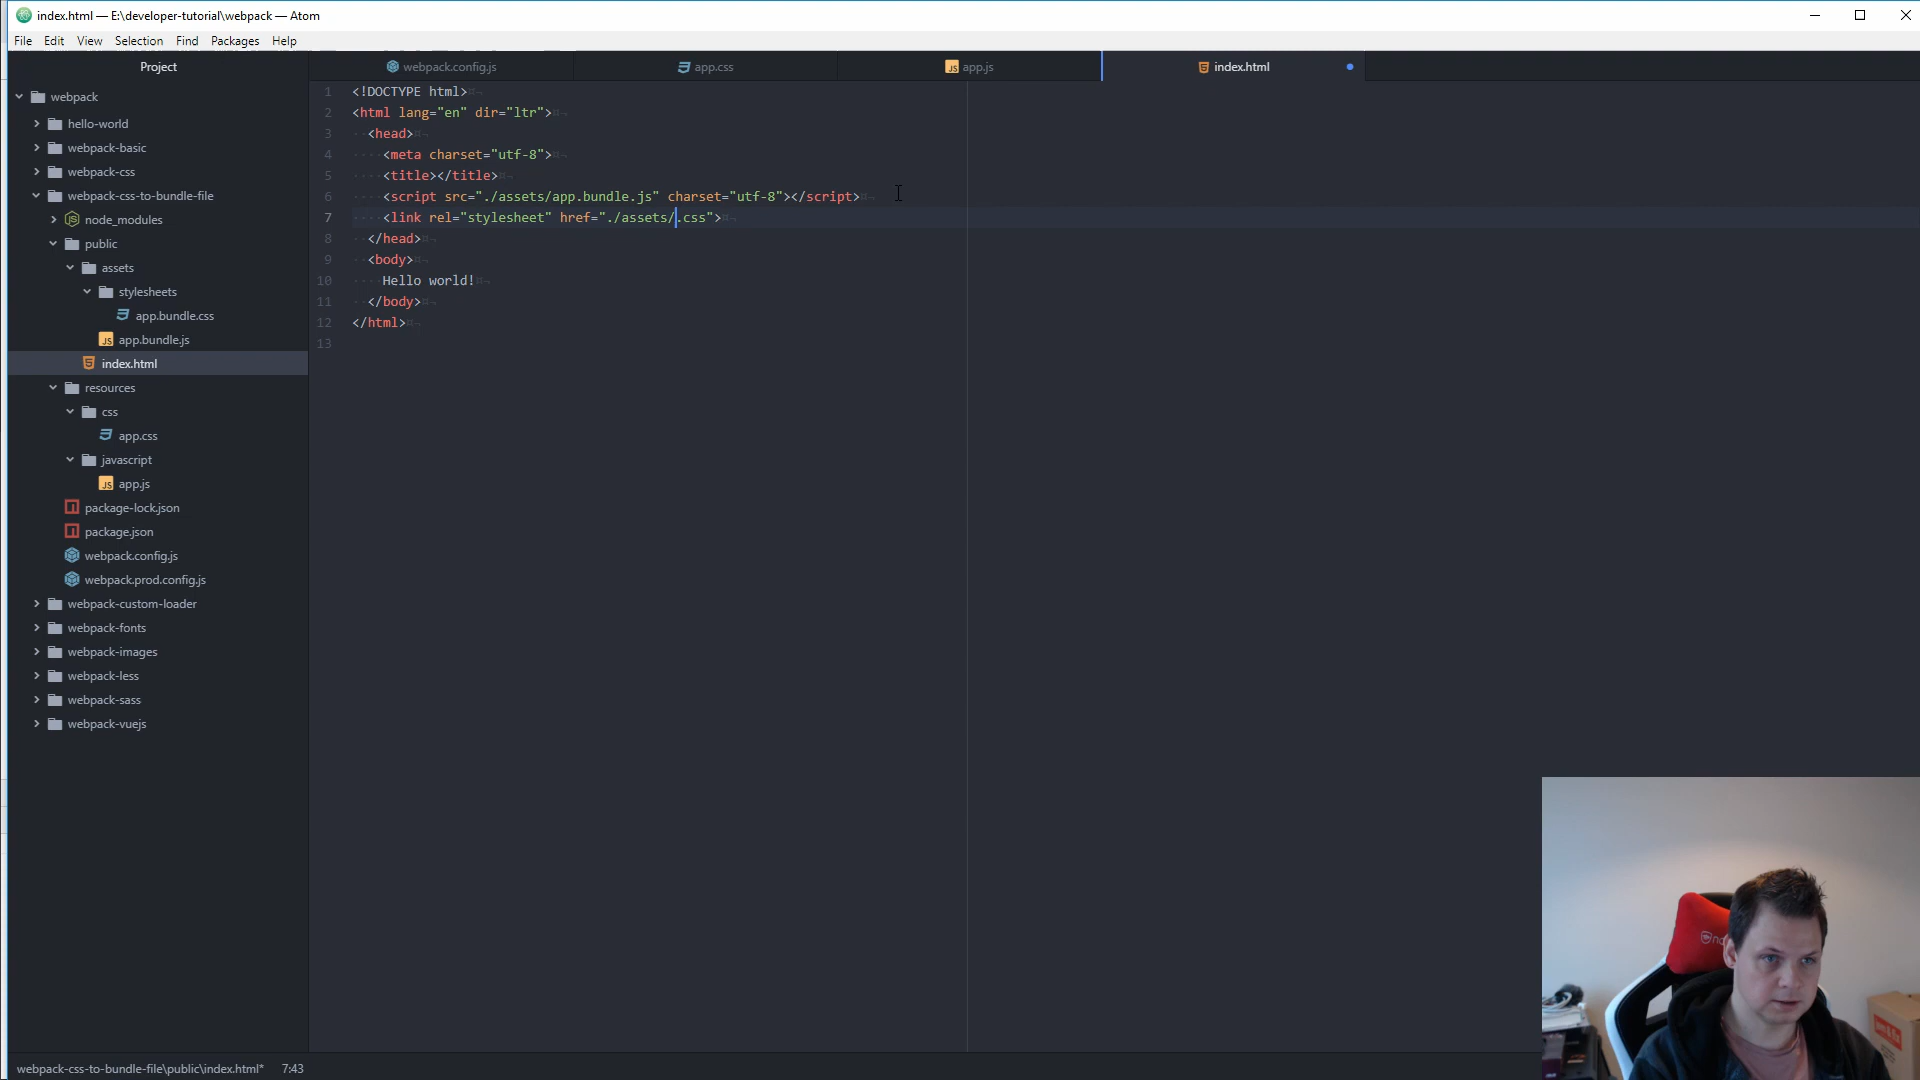 index.html — E:\developer-tutorial\webpack — Atom
File Edit View Selection Find Packages Help
Project
webpack
hello-world
webpack-basic
webpack-css
webpack-css-to-bundle-file
node_modules
public
assets
stylesheets
app.bundle.css
app.bundle.js
index.html
resources
css
app.css
javascript
app.js
package-lock.json
package.json
webpack.config.js
webpack.prod.config.js
webpack-custom-loader
webpack-fonts
webpack-images
webpack-less
webpack-sass
webpack-vuejs
webpack.config.js app.css app.js index.html
1 <!DOCTYPE html>
2 <html lang="en" dir="ltr">
3 <head>
4 <meta charset="utf-8">
5 <title></title>
6 <script src="./assets/app.bundle.js" charset="utf-8"></script>
7 <link rel="stylesheet" href="./assets/.css">
8 </head>
9 <body>
10 Hello world!
11 </body>
12 </html>
13
webpack-css-to-bundle-file\public\index.html* 7:43